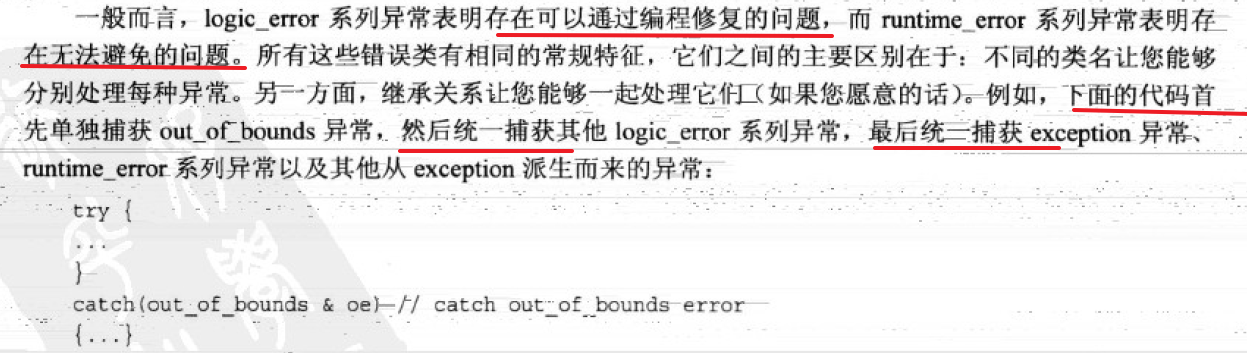 一般而言，logic_error 系列异常表明存在可以通过编程修复的问题，而 runtime_error 系列异常表明存
在无法避免的问题。所有这些错误类有相同的常规特征，它们之间的主要区别在于：不同的类名让您能够
分别处理每种异常。另一方面，继承关系让您能够一起处理它们（如果您愿意的话）。例如，下面的代码首
先单独捕获 out_of_bounds 异常，然后统一捕获其他 logic_error 系列异常，最后统一捕获 exception 异常、
runtime_error 系列异常以及其他从 exception 派生而来的异常：
try {
...
}
catch(out_of_bounds & oe) // catch out_of_bounds error
{...}